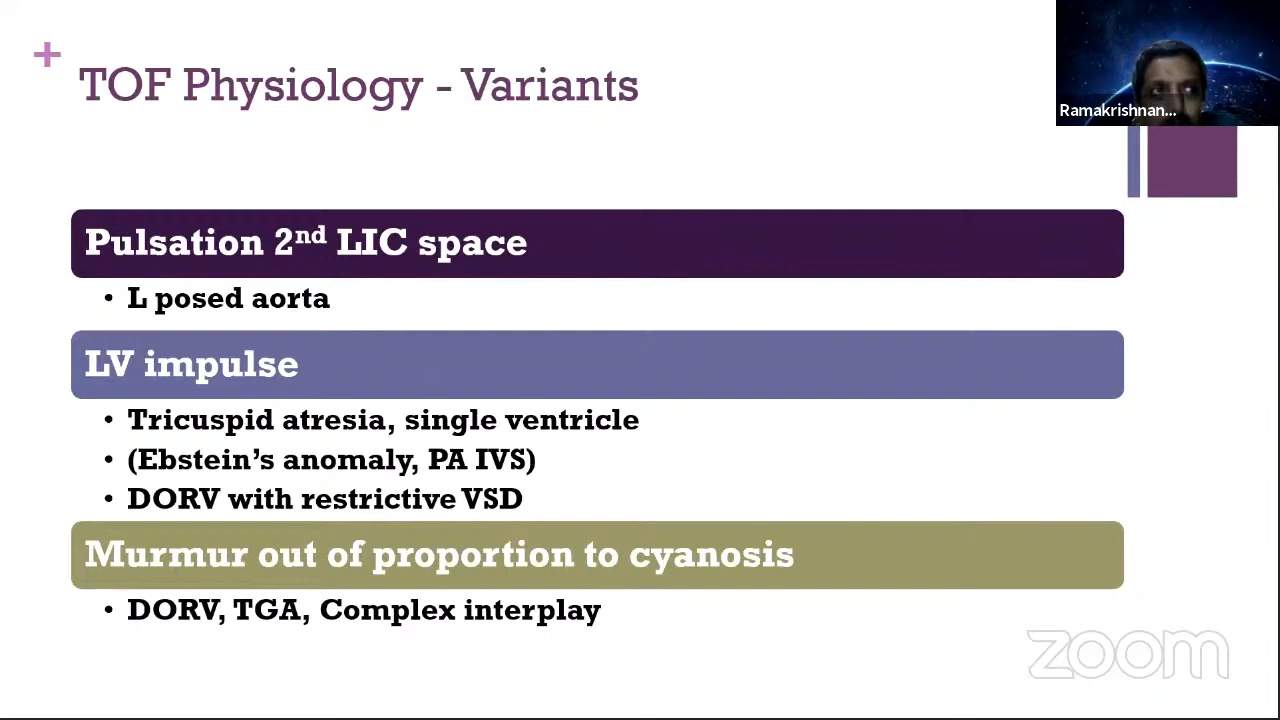 +
TOF Physiology - Variants
Ramakrishnan...
Pulsation 2nd LIC space
• L posed aorta
LV impulse
• Tricuspid atresia, single ventricle
• (Ebstein’s anomaly, PA IVS)
• DORV with restrictive VSD
Murmur out of proportion to cyanosis
• DORV, TGA, Complex interplay
zoom